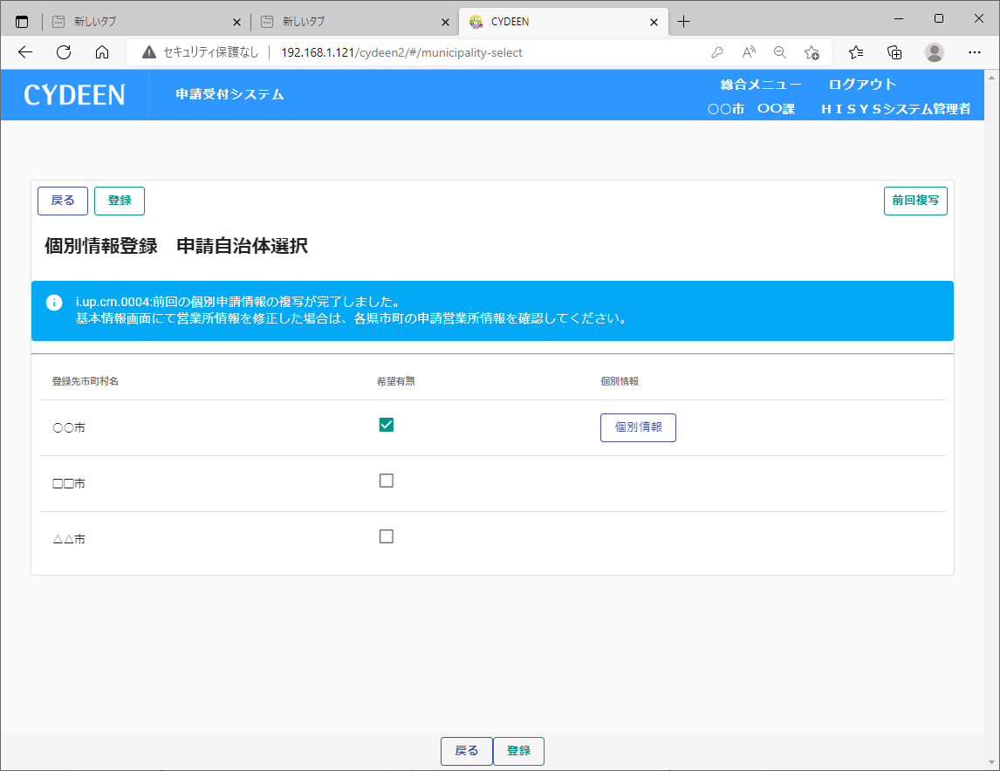 新しいタブ
新しいタブ
CYDEEN
セキュリティ保護なし
192.168.1.121/cydeen2/#/municipality-select
CYDEEN
申請受付システム
総合メニュー ログアウト
○○市 ○○課 ＨＩＳＹＳシステム管理者
戻る 登録 前回複写
個別情報登録　申請自治体選択
i.up.cm.0004:前回の個別申請情報の複写が完了しました。
基本情報画面にて営業所情報を修正した場合は、各県市町の申請営業所情報を確認してください。
登録先市町村名 希望有無 個別情報
○○市 個別情報
□□市
△△市
戻る 登録